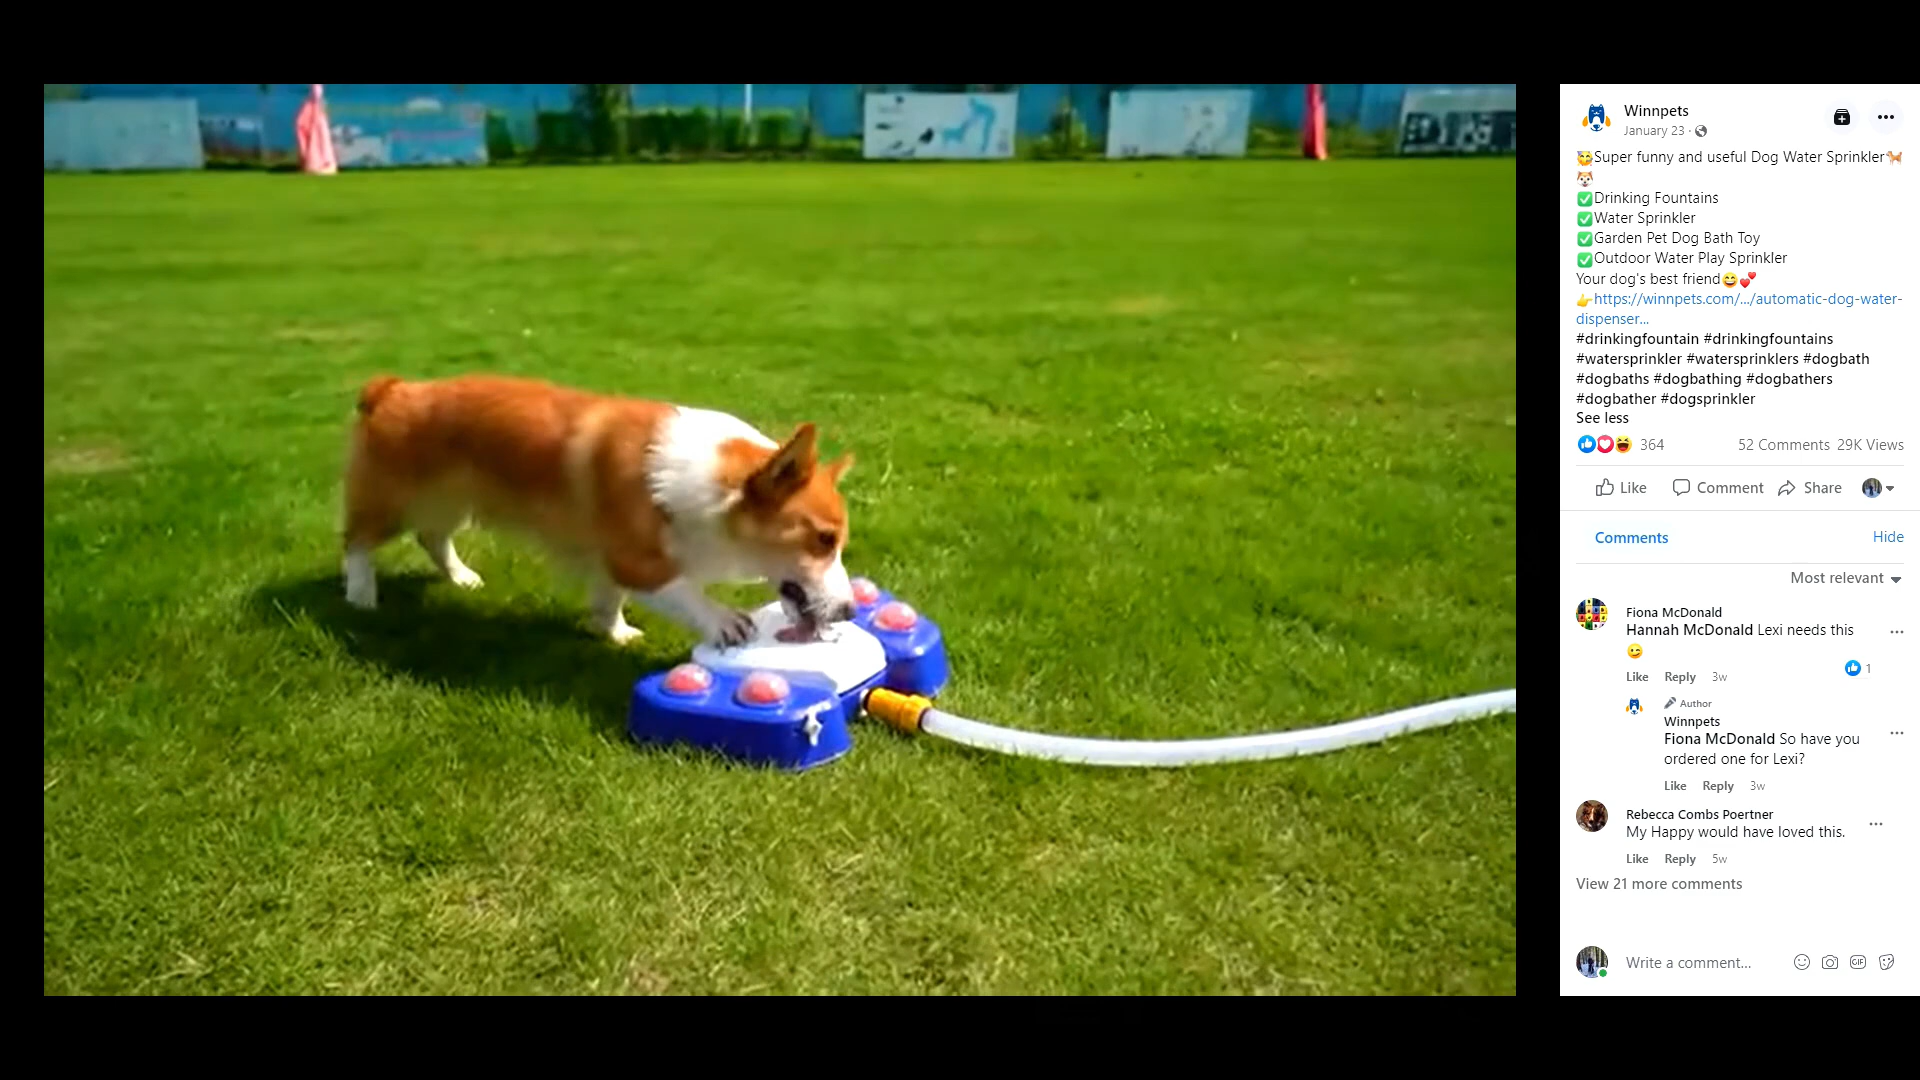 Winnpets
January 23 ·
😋Super funny and useful Dog Water Sprinkler🐕
🐶
✅Drinking Fountains
✅Water Sprinkler
✅Garden Pet Dog Bath Toy
✅Outdoor Water Play Sprinkler
Your dog's best friend😄💕
👉https://winnpets.com/.../automatic-dog-water-
dispenser...
#drinkingfountain #drinkingfountains
#watersprinkler #watersprinklers #dogbath
#dogbaths #dogbathing #dogbathers
#dogbather #dogsprinkler
See less
364 52 Comments 29K Views
Like Comment Share
Comments Hide
Most relevant
Fiona McDonald
Hannah McDonald Lexi needs this
😉
1
Like Reply 3w
Author
Winnpets
Fiona McDonald So have you
ordered one for Lexi?
Like Reply 3w
Rebecca Combs Poertner
My Happy would have loved this.
Like Reply 5w
View 21 more comments
Write a comment...
GIF